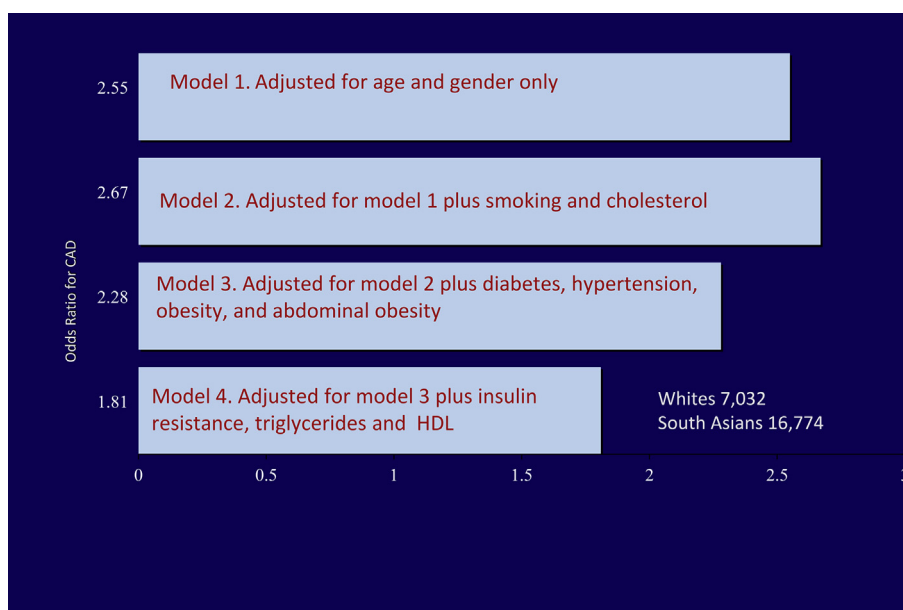 2.55
Model 1. Adjusted for age and gender only
2.67
Model 2. Adjusted for model 1 plus smoking and cholesterol
Odds Ratio for CAD
2.28
Model 3. Adjusted for model 2 plus diabetes, hypertension,
obesity, and abdominal obesity
1.81
Model 4. Adjusted for model 3 plus insulin
resistance, triglycerides and HDL
Whites 7,032
South Asians 16,774
0 0.5 1 1.5 2 2.5 3